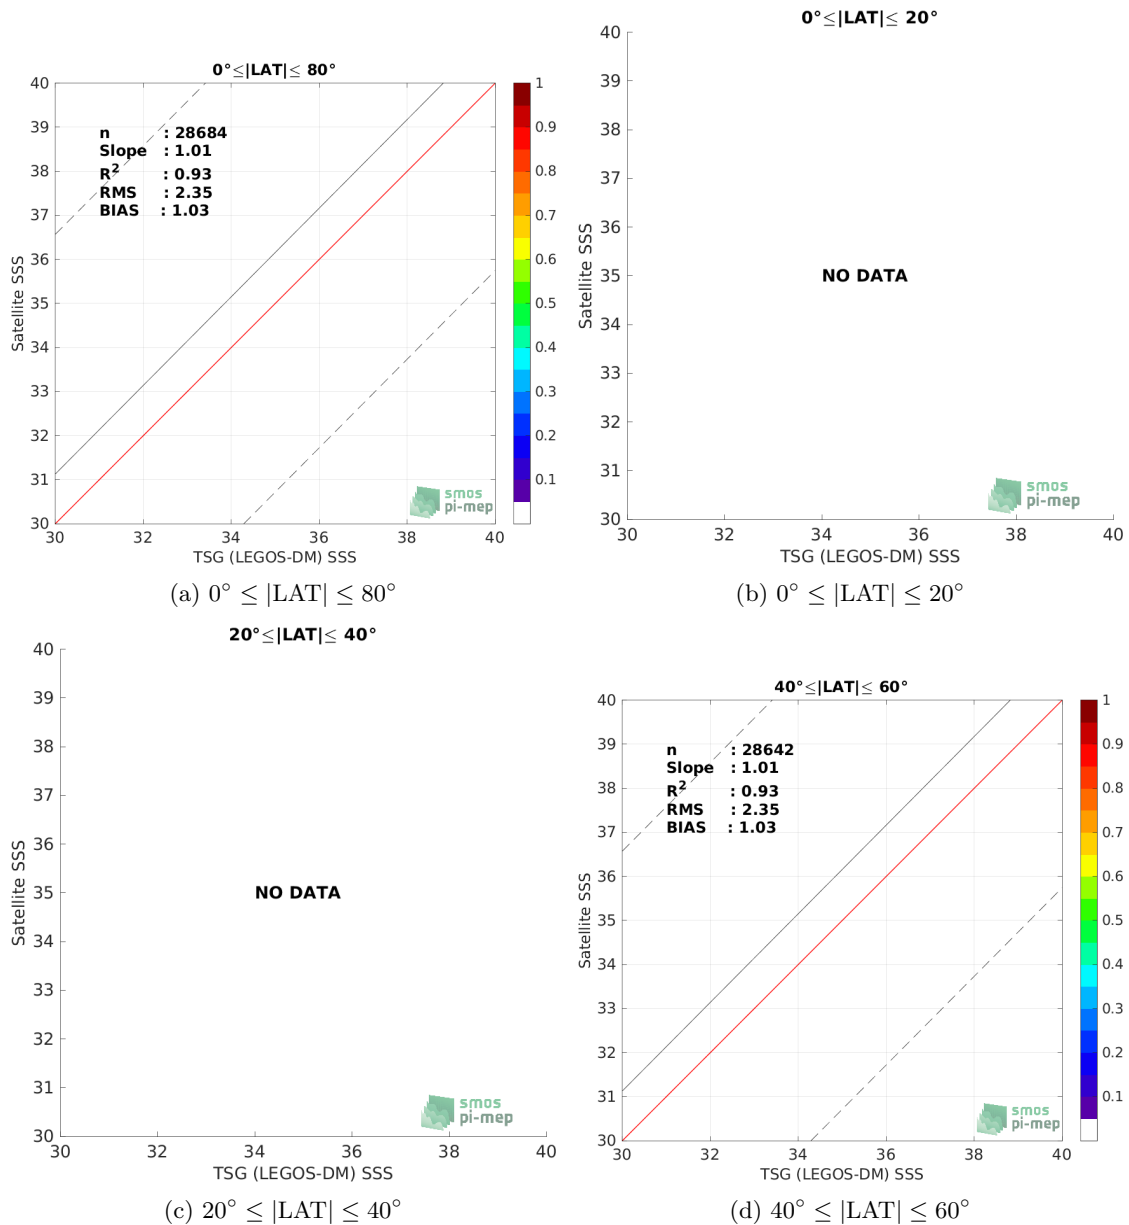 0°≤|LAT|≤ 80°
40
39
38
37
36
35
34
33
32
31
30
Satellite SSS
n : 28684
Slope : 1.01
R² : 0.93
RMS : 2.35
BIAS : 1.03
smos
pi-mep
30 32 34 36 38 40
TSG (LEGOS-DM) SSS
1
0.9
0.8
0.7
0.6
0.5
0.4
0.3
0.2
0.1
(a) 0° ≤ |LAT| ≤ 80°
0°≤|LAT|≤ 20°
40
39
38
37
36
35
34
33
32
31
30
Satellite SSS
NO DATA
smos
pi-mep
30 32 34 36 38 40
TSG (LEGOS-DM) SSS
(b) 0° ≤ |LAT| ≤ 20°
20°≤|LAT|≤ 40°
40
39
38
37
36
35
34
33
32
31
30
Satellite SSS
NO DATA
smos
pi-mep
30 32 34 36 38 40
TSG (LEGOS-DM) SSS
(c) 20° ≤ |LAT| ≤ 40°
40°≤|LAT|≤ 60°
40
39
38
37
36
35
34
33
32
31
30
Satellite SSS
n : 28642
Slope : 1.01
R² : 0.93
RMS : 2.35
BIAS : 1.03
smos
pi-mep
30 32 34 36 38 40
TSG (LEGOS-DM) SSS
1
0.9
0.8
0.7
0.6
0.5
0.4
0.3
0.2
0.1
(d) 40° ≤ |LAT| ≤ 60°